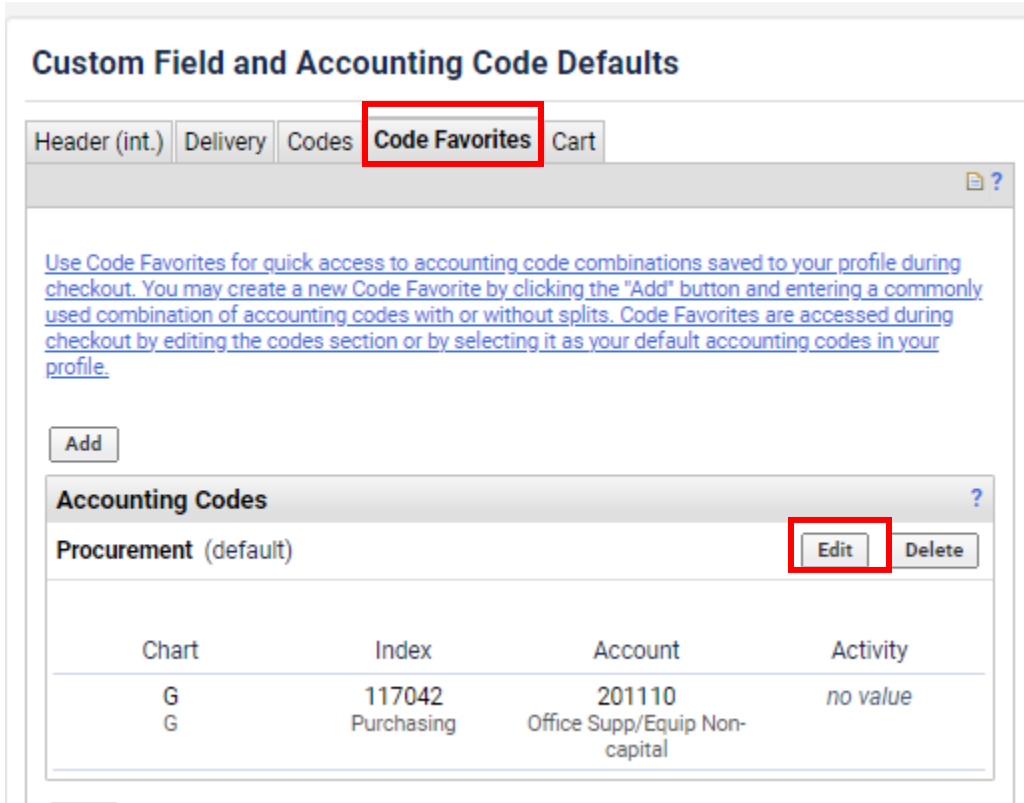 Custom Field and Accounting Code Defaults
Header (int.) Delivery Codes Code Favorites Cart
?
Use Code Favorites for quick access to accounting code combinations saved to your profile during
checkout. You may create a new Code Favorite by clicking the "Add" button and entering a commonly
used combination of accounting codes with or without splits. Code Favorites are accessed during
checkout by editing the codes section or by selecting it as your default accounting codes in your
profile.
Add
Accounting Codes ?
Procurement (default) Edit Delete
Chart Index Account Activity
G 117042 201110 no value
G Purchasing Office Supp/Equip Non-
capital